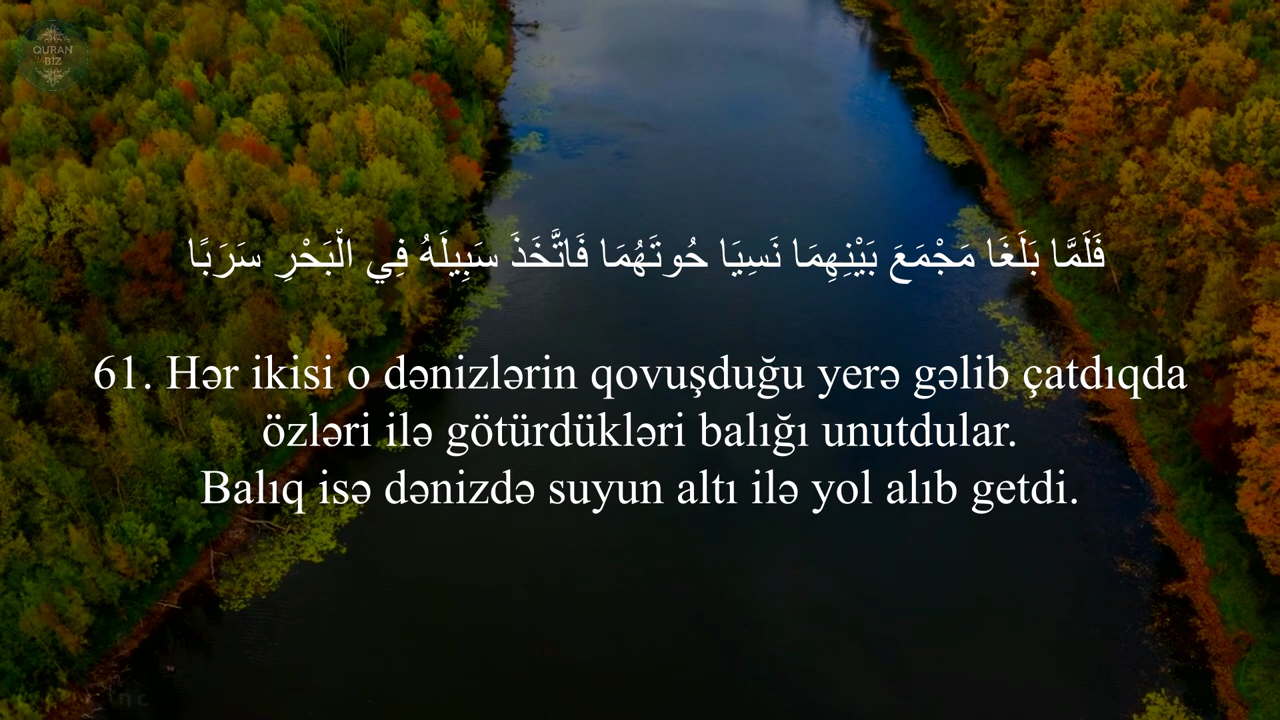 QURAN
BİZ
فَلَمَّا بَلَغَا مَجْمَعَ بَيْنِهِمَا نَسِيَا حُوتَهُمَا فَاتَّخَذَ سَبِيلَهُ فِي الْبَحْرِ سَرَبًا
61. Hər ikisi o dənizlərin qovuşduğu yerə gəlib çatdıqda
özləri ilə götürdükləri balığı unutdular.
Balıq isə dənizdə suyun altı ilə yol alıb getdi.